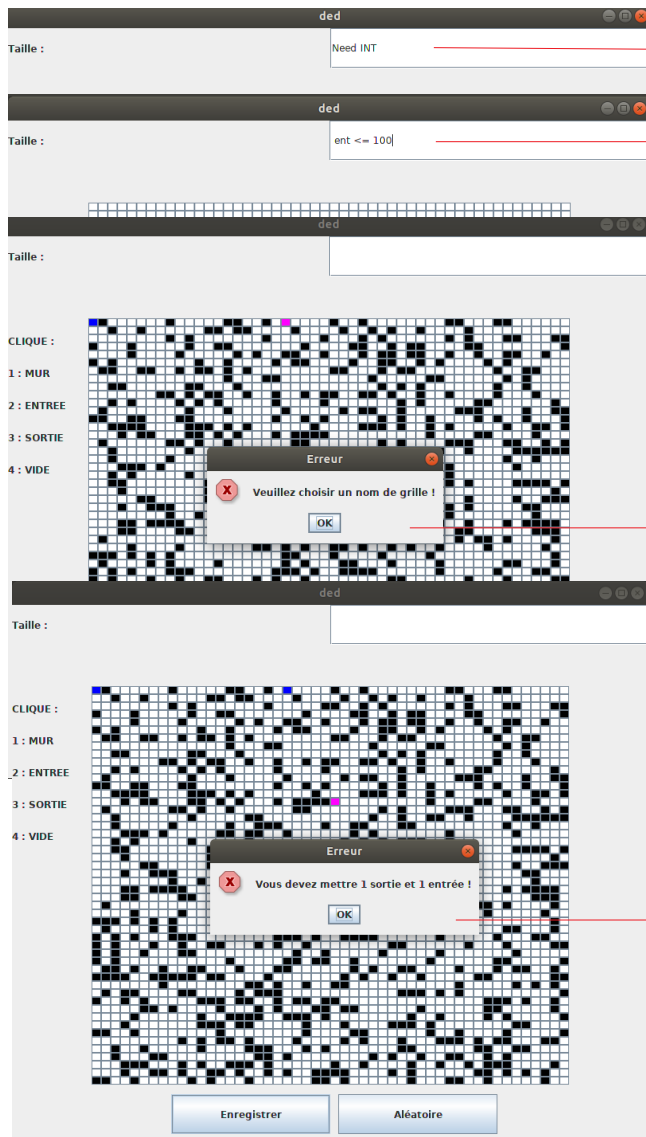 ded
Taille :
Need INT
ded
Taille :
ent <= 100
ded
Taille :
CLIQUE :
1 : MUR
2 : ENTREE
3 : SORTIE
4 : VIDE
Erreur
X
Veuillez choisir un nom de grille !
OK
ded
Taille :
CLIQUE :
1 : MUR
_2 : ENTREE
3 : SORTIE
4 : VIDE
Erreur
X
Vous devez mettre 1 sortie et 1 entrée !
OK
Enregistrer
Aléatoire